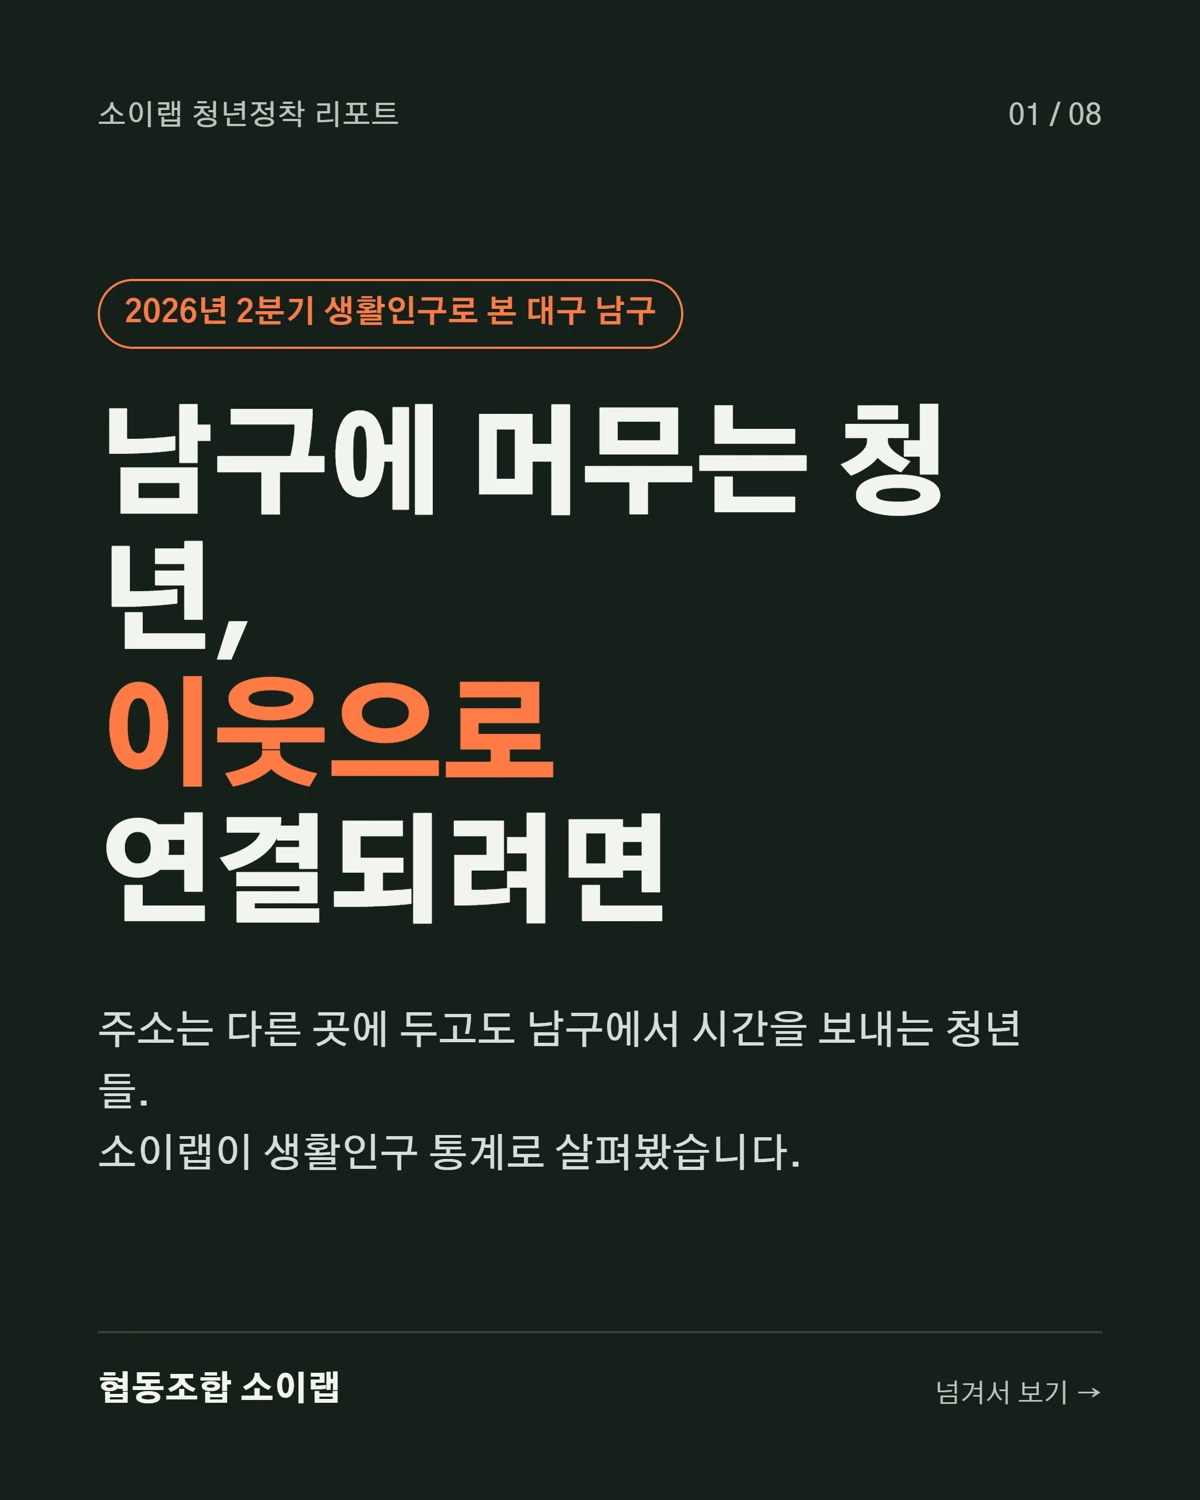 소이랩 청년정착 리포트
01 / 08
2026년 2분기 생활인구로 본 대구 남구
남구에 머무는 청
년,
이웃으로
연결되려면
주소는 다른 곳에 두고도 남구에서 시간을 보내는 청년
들.
소이랩이 생활인구 통계로 살펴봤습니다.
협동조합 소이랩
넘겨서 보기 →